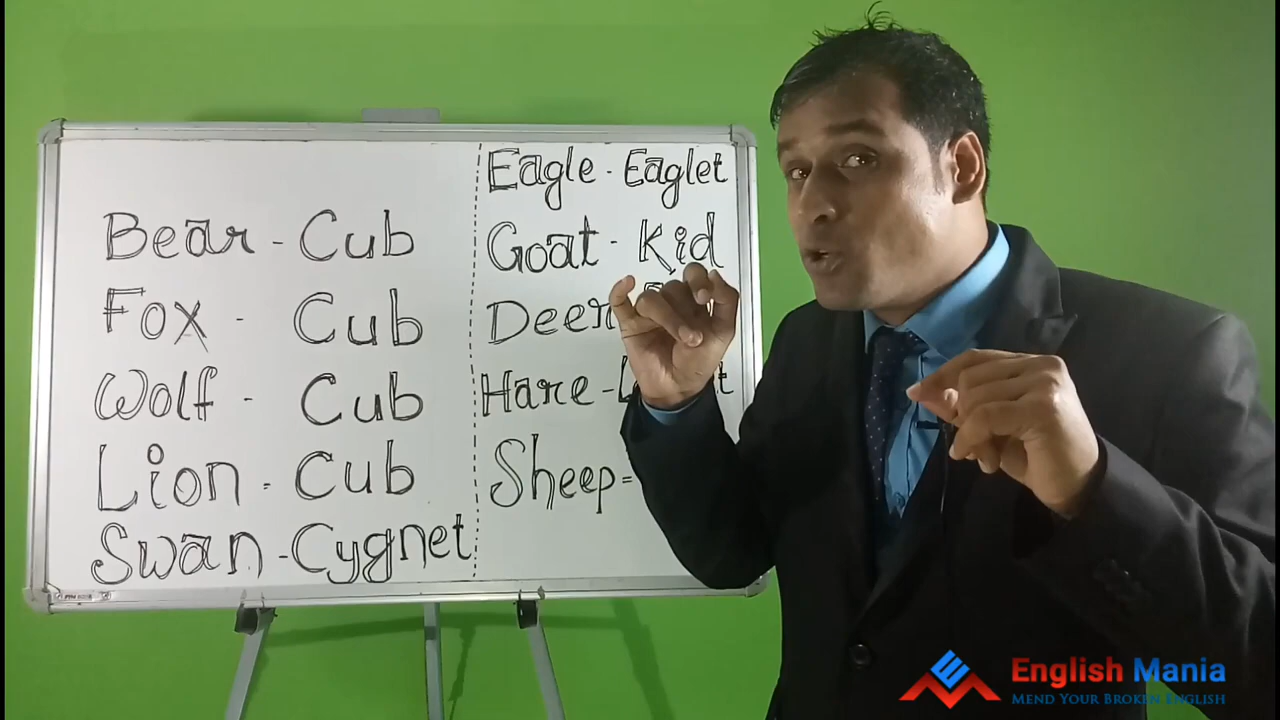 Bear - Cub
Fox - Cub
Wolf - Cub
Lion - Cub
Swan - Cygnet
Eagle - Eaglet
Goat - Kid
Deer
Hare -
Sheep =
English Mania
MEND YOUR BROKEN ENGLISH